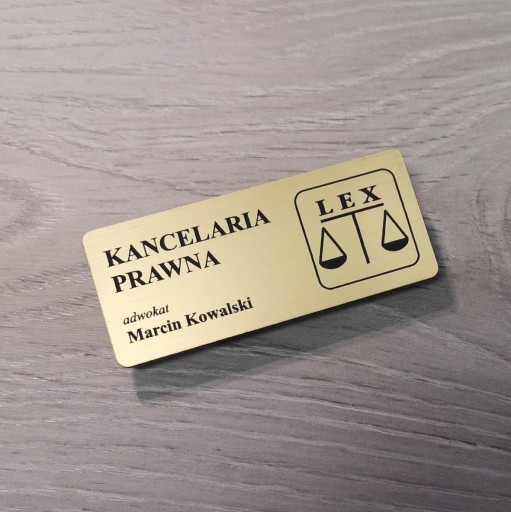 KANCELARIA
PRAWNA
adwokat
Marcin Kowalski
LEX